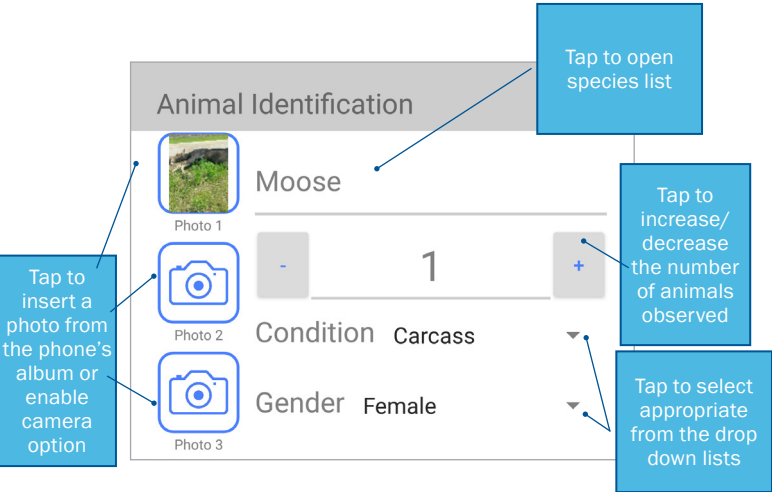 Tap to open
species list
Animal Identification
Moose
Photo 1
Tap to
increase/
decrease
the number
of animals
observed
-
1
+
Tap to
insert a
photo from
the phone's
album or
enable
camera
option
Photo 2
Condition Carcass
Gender Female
Photo 3
Tap to select
appropriate
from the drop
down lists